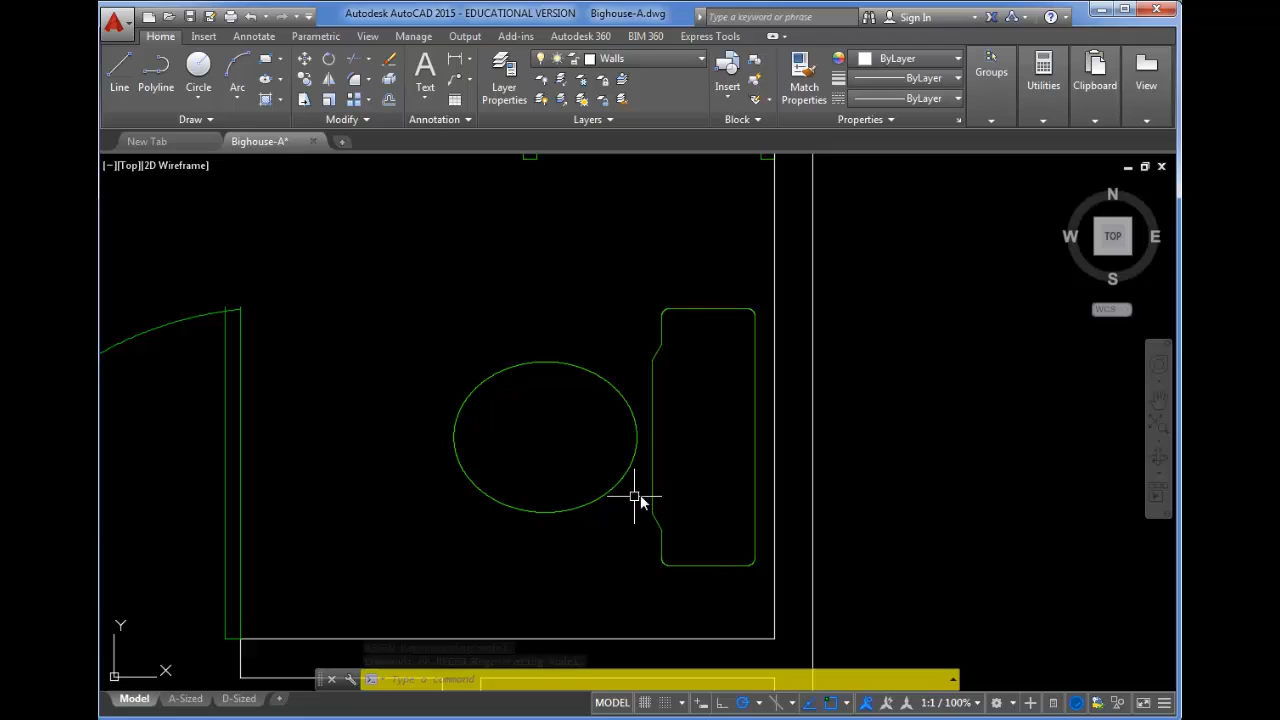 Autodesk AutoCAD 2015 - EDUCATIONAL VERSION Bighouse-A.dwg
Type a keyword or phrase
Sign In
Home Insert Annotate Parametric View Manage Output Add-ins Autodesk 360 BIM 360 Express Tools
Walls
ByLayer
ByLayer
ByLayer
Line Polyline Circle Arc
Text
Layer Properties
Insert
Match Properties
Groups
Utilities
Clipboard
View
Draw Modify Annotation Layers Block Properties
New Tab Bighouse-A*
[−][Top][2D Wireframe]
N
W TOP E
S
WCS
Y
X
Type a command
Model A-Sized D-Sized
MODEL 1:1 / 100%